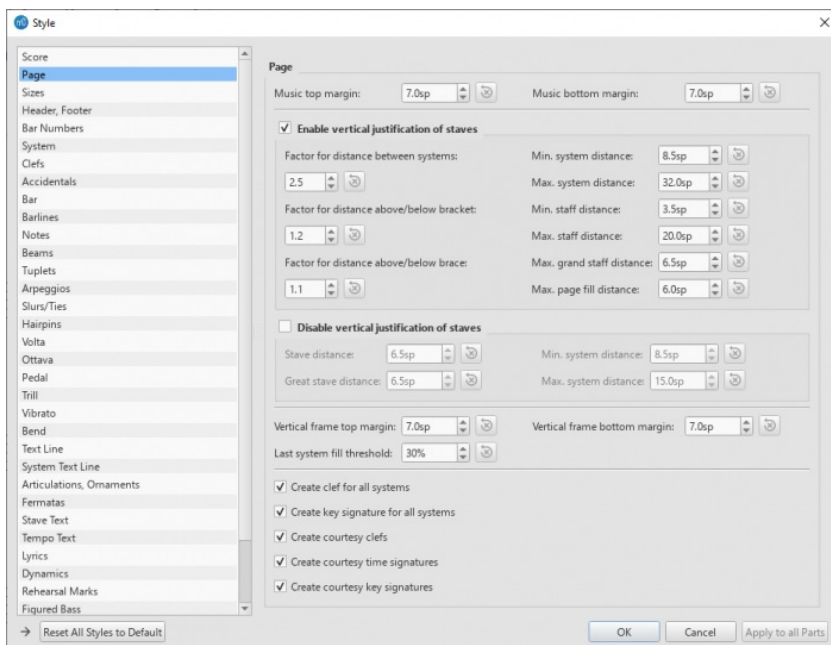 Style
Score
Page
Sizes
Header, Footer
Bar Numbers
System
Clefs
Accidentals
Bar
Barlines
Notes
Beams
Tuplets
Arpeggios
Slurs/Ties
Hairpins
Volta
Ottava
Pedal
Trill
Vibrato
Bend
Text Line
System Text Line
Articulations, Ornaments
Fermatas
Stave Text
Tempo Text
Lyrics
Dynamics
Rehearsal Marks
Figured Bass
Page
Music top margin: 7.0sp Music bottom margin: 7.0sp
Enable vertical justification of staves
Factor for distance between systems: Min. system distance: 8.5sp
2.5 Max. system distance: 32.0sp
Factor for distance above/below bracket: Min. staff distance: 3.5sp
1.2 Max. staff distance: 20.0sp
Factor for distance above/below brace: Max. grand staff distance: 6.5sp
1.1 Max. page fill distance: 6.0sp
Disable vertical justification of staves
Stave distance: 6.5sp Min. system distance: 8.5sp
Great stave distance: 6.5sp Max. system distance: 15.0sp
Vertical frame top margin: 7.0sp Vertical frame bottom margin: 7.0sp
Last system fill threshold: 30%
Create clef for all systems
Create key signature for all systems
Create courtesy clefs
Create courtesy time signatures
Create courtesy key signatures
Reset All Styles to Default OK Cancel Apply to all Parts